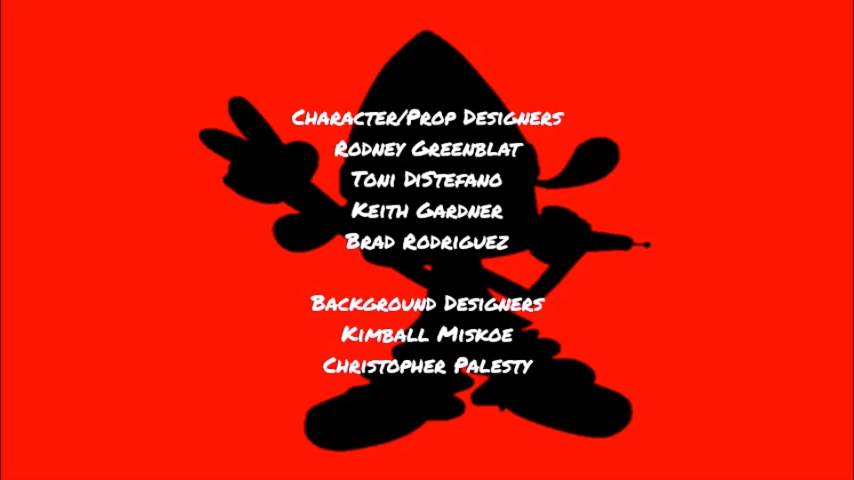 Character/Prop Designers
Rodney Greenblat
Toni DiStefano
Keith Gardner
Brad Rodriguez
Background Designers
Kimball Miskoe
Christopher Palesty